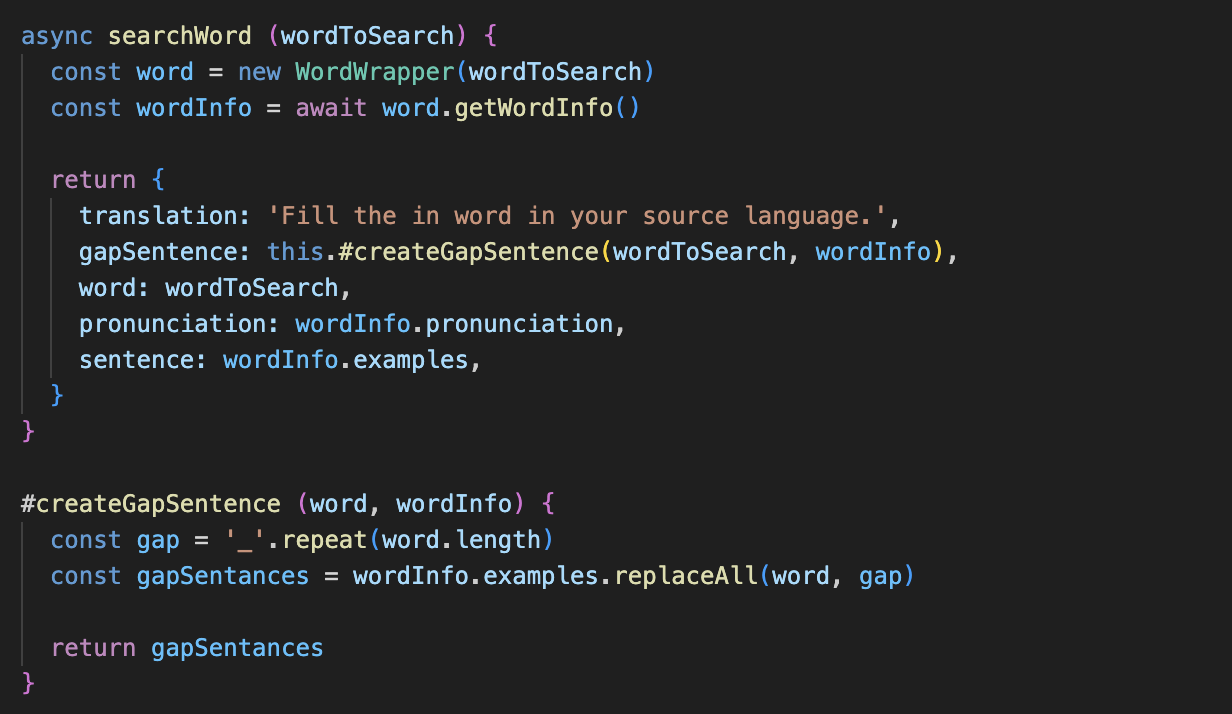 async searchWord (wordToSearch) {
  const word = new WordWrapper(wordToSearch)
  const wordInfo = await word.getWordInfo()

  return {
    translation: 'Fill the in word in your source language.',
    gapSentence: this.#createGapSentence(wordToSearch, wordInfo),
    word: wordToSearch,
    pronunciation: wordInfo.pronunciation,
    sentence: wordInfo.examples,
  }
}

#createGapSentence (word, wordInfo) {
  const gap = '_'.repeat(word.length)
  const gapSentances = wordInfo.examples.replaceAll(word, gap)

  return gapSentances
}